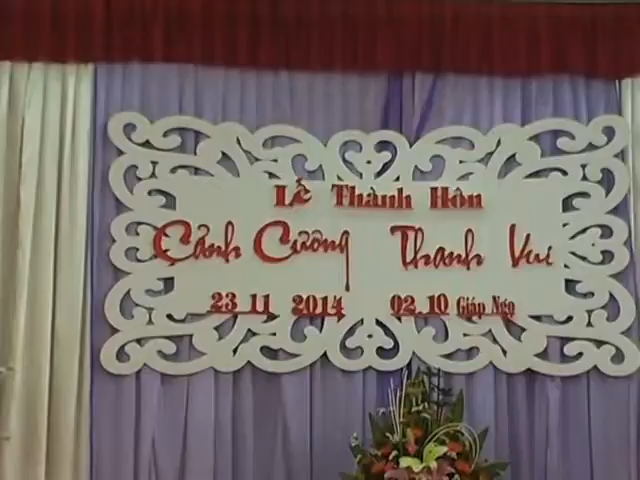 Lễ Thành Hôn
Cảnh Cường Thanh Vui
23 11 2014 02.10 Giáp Ngọ